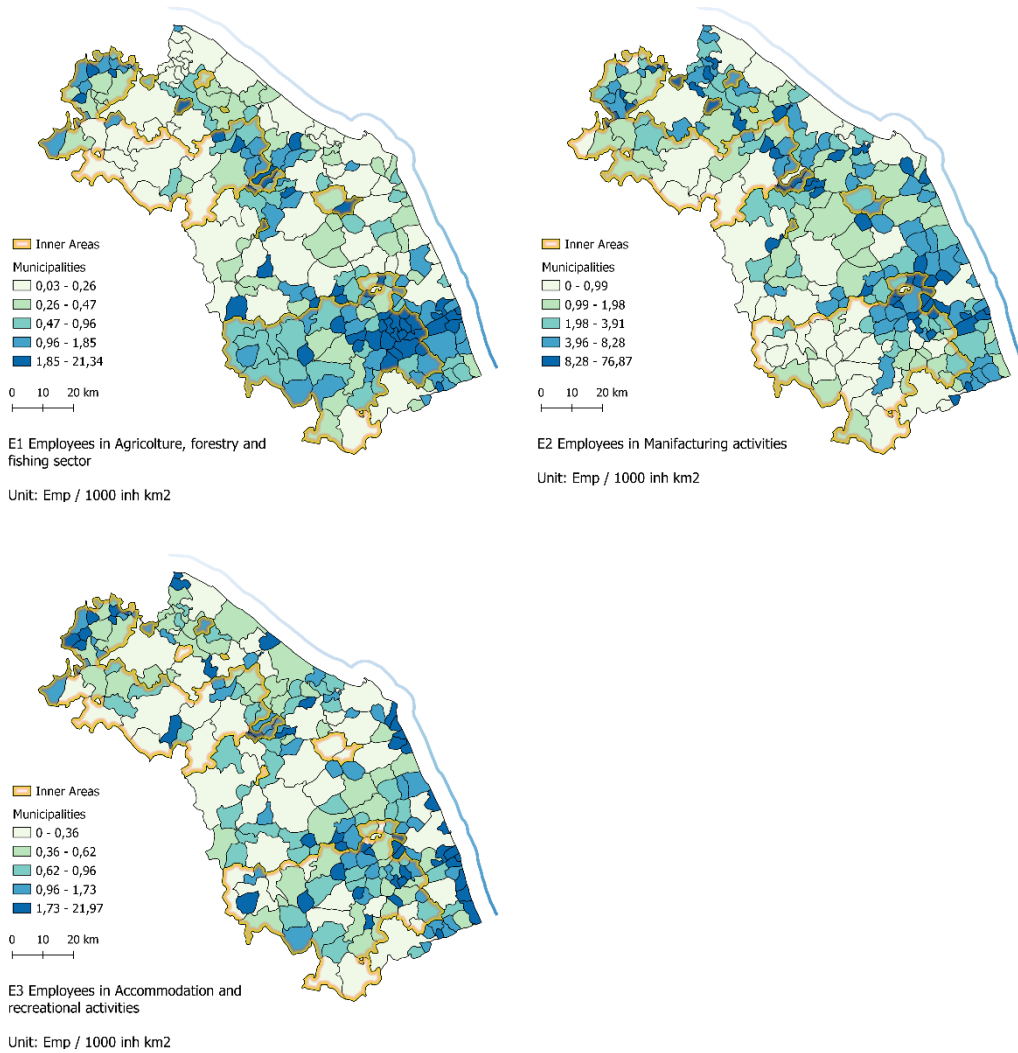 Inner Areas
Municipalities
0,03 - 0,26
0,26 - 0,47
0,47 - 0,96
0,96 - 1,85
1,85 - 21,34
0 10 20 km
E1 Employees in Agricolture, forestry and
fishing sector
Unit: Emp / 1000 inh km2
Inner Areas
Municipalities
0 - 0,99
0,99 - 1,98
1,98 - 3,91
3,96 - 8,28
8,28 - 76,87
0 10 20 km
E2 Employees in Manifacturing activities
Unit: Emp / 1000 inh km2
Inner Areas
Municipalities
0 - 0,36
0,36 - 0,62
0,62 - 0,96
0,96 - 1,73
1,73 - 21,97
0 10 20 km
E3 Employees in Accommodation and
recreational activities
Unit: Emp / 1000 inh km2